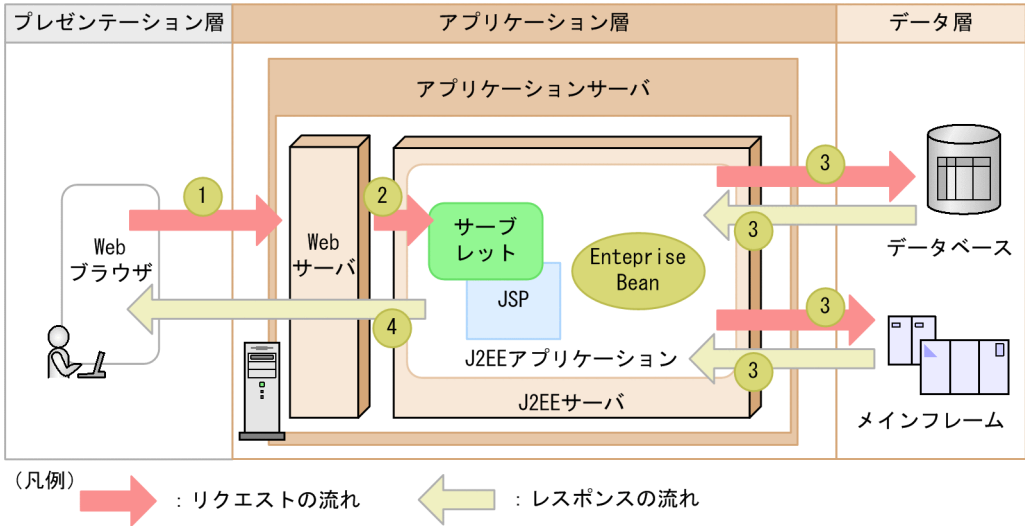 プレゼンテーション層
アプリケーション層
データ層
アプリケーションサーバ
1
2
3
3
Web
ブラウザ
Web
サーバ
サーブ
レット
JSP
Enteprise
Bean
データベース
4
3
3
J2EEアプリケーション
J2EEサーバ
メインフレーム
(凡例)
：リクエストの流れ
：レスポンスの流れ